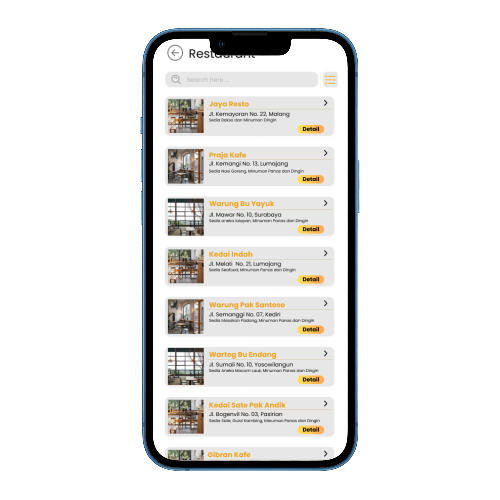 Restaurant
Search here ...
Jaya Resto
Jl. Kemayoran No. 22, Malang
Sedia Bakso dan Minuman Dingin
Detail
Praja Kafe
Jl. Kemangi No. 13, Lumajang
Sedia Nasi Goreng, Minuman Panas dan Dingin
Detail
Warung Bu Yayuk
Jl. Mawar No. 10, Surabaya
Sedia aneka lalapan, Minuman Panas dan Dingin
Detail
Kedai Indah
Jl. Melati No. 21, Lumajang
Sedia Seafood, Minuman Panas dan Dingin
Detail
Warung Pak Santoso
Jl. Semanggi No. 07, Kediri
Sedia Masakan Padang, Minuman Panas dan Dingin
Detail
Warteg Bu Endang
Jl. Sumali No. 10, Yosowilangun
Sedia Aneka Macam Lauk, Minuman Panas dan Dingin
Detail
Kedai Sate Pak Andik
Jl. Bogenvil No. 03, Pasirian
Sedia Sate, Gulai Kambing, Minuman Panas dan Dingin
Detail
Gibran Kafe